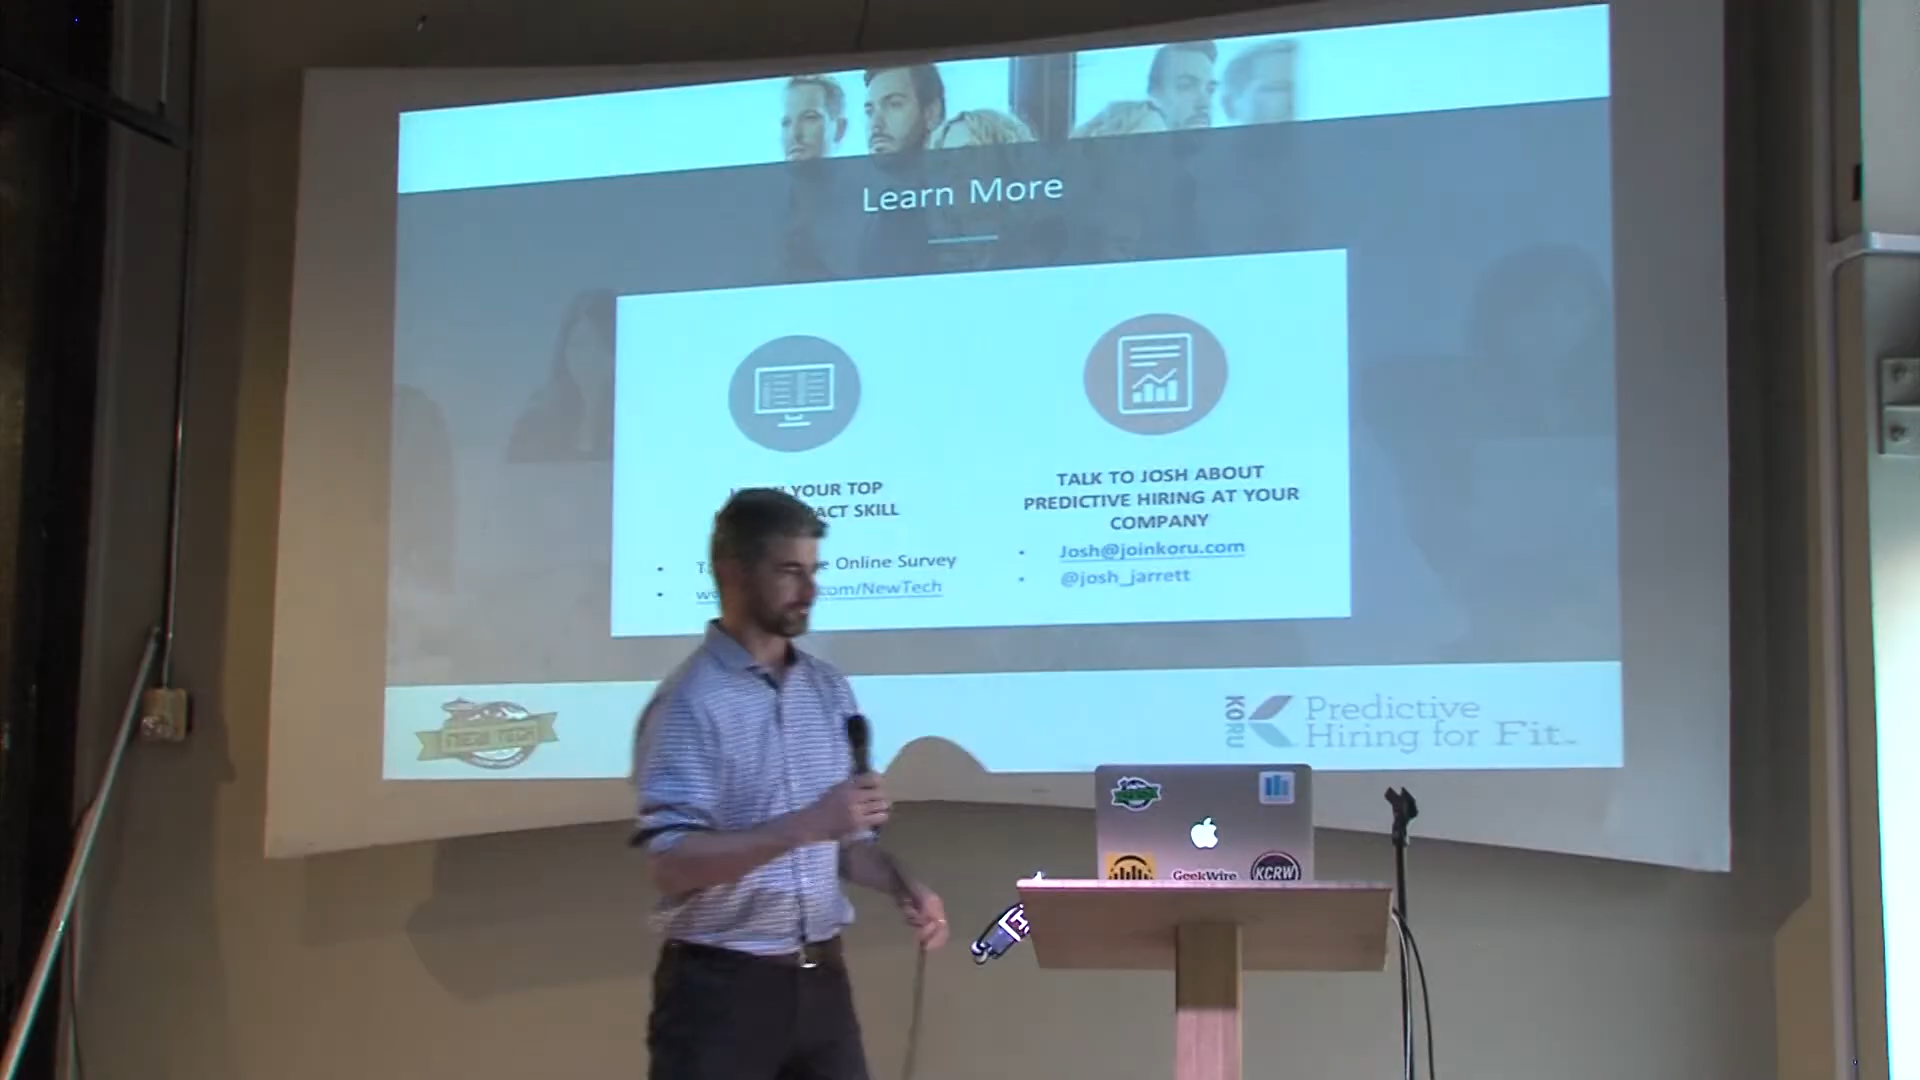 Learn More
YOUR TOP
ACT SKILL
Online Survey
com/NewTech
TALK TO JOSH ABOUT
PREDICTIVE HIRING AT YOUR
COMPANY
Josh@joinkoru.com
@josh_jarrett
NEW TECH
KORU
Predictive
Hiring for Fit
GeekWire
KCRW